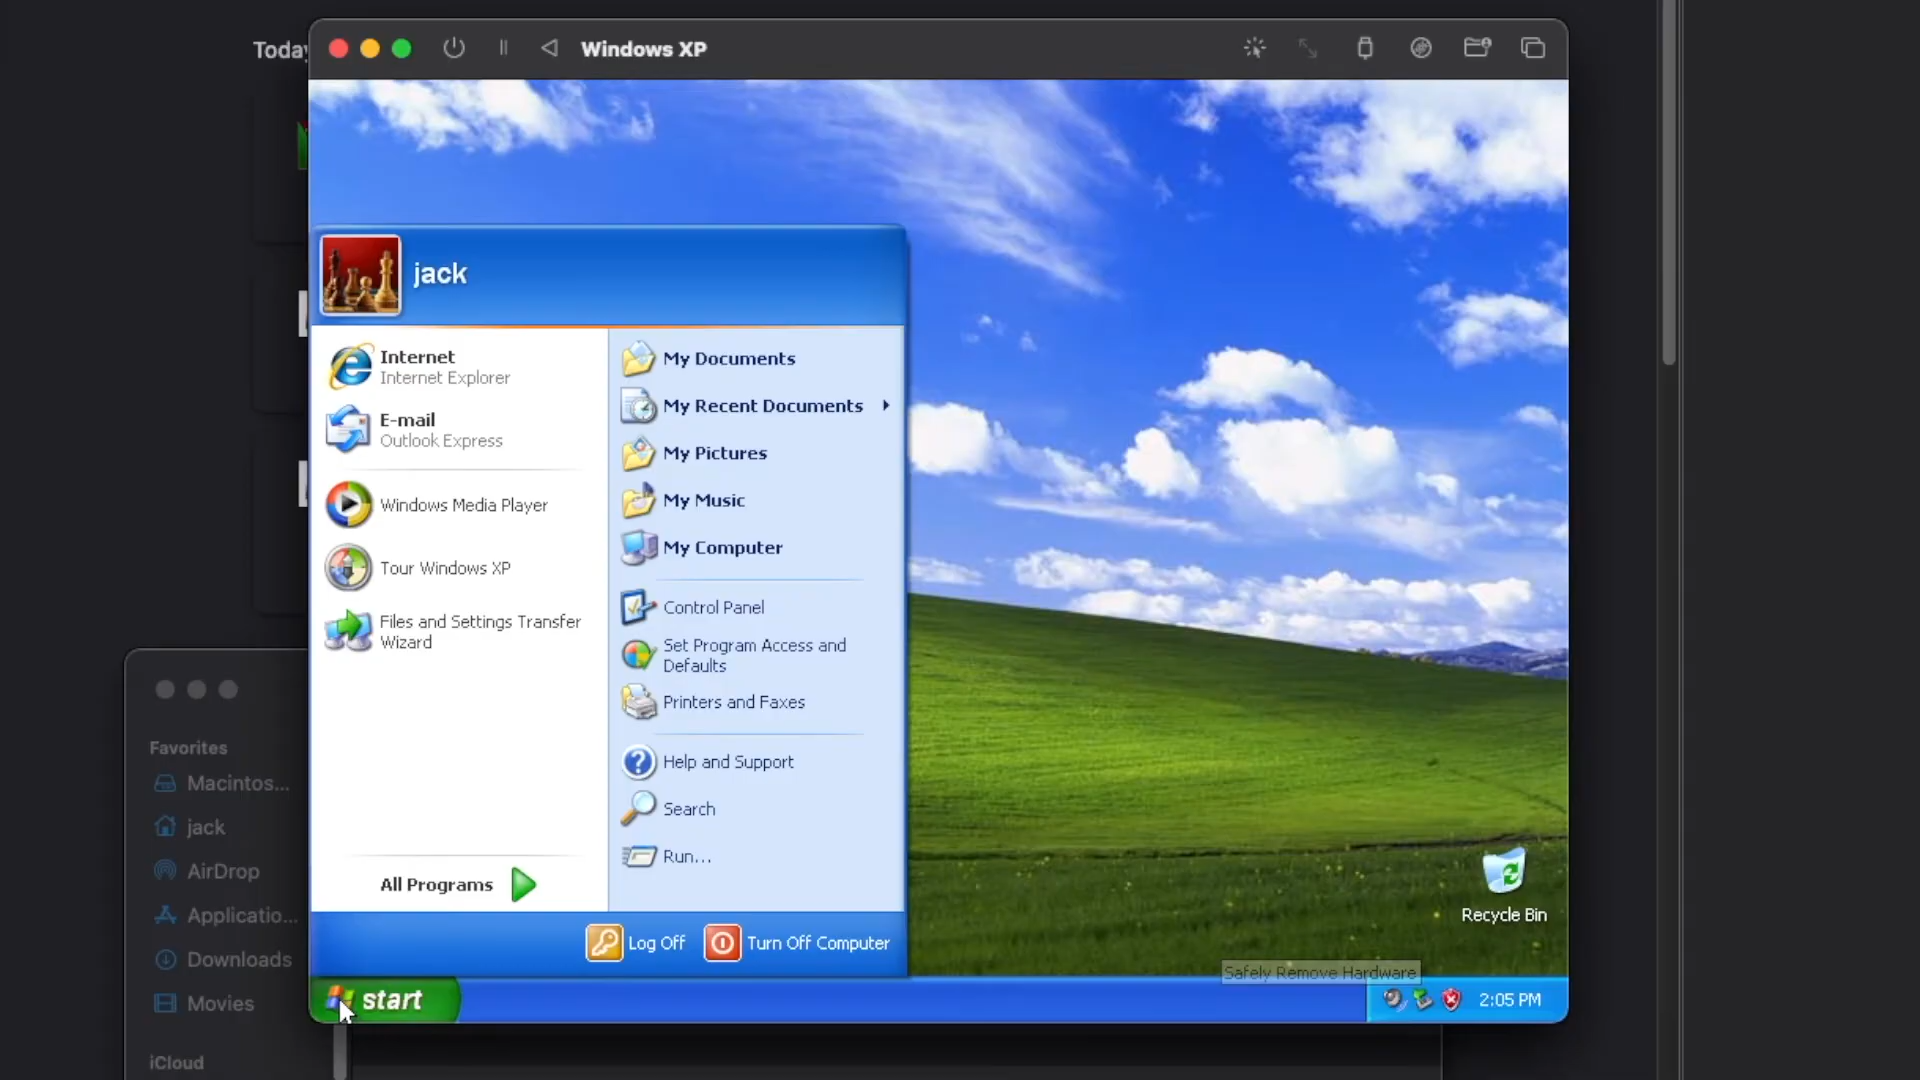 Today
Windows XP
jack
Internet
Internet Explorer
E-mail
Outlook Express
Windows Media Player
Tour Windows XP
Files and Settings Transfer
Wizard
All Programs
My Documents
My Recent Documents
My Pictures
My Music
My Computer
Control Panel
Set Program Access and
Defaults
Printers and Faxes
Help and Support
Search
Run...
Log Off
Turn Off Computer
Recycle Bin
Safely Remove Hardware
start
2:05 PM
Favorites
Macintos...
jack
AirDrop
Applicatio...
Downloads
Movies
iCloud